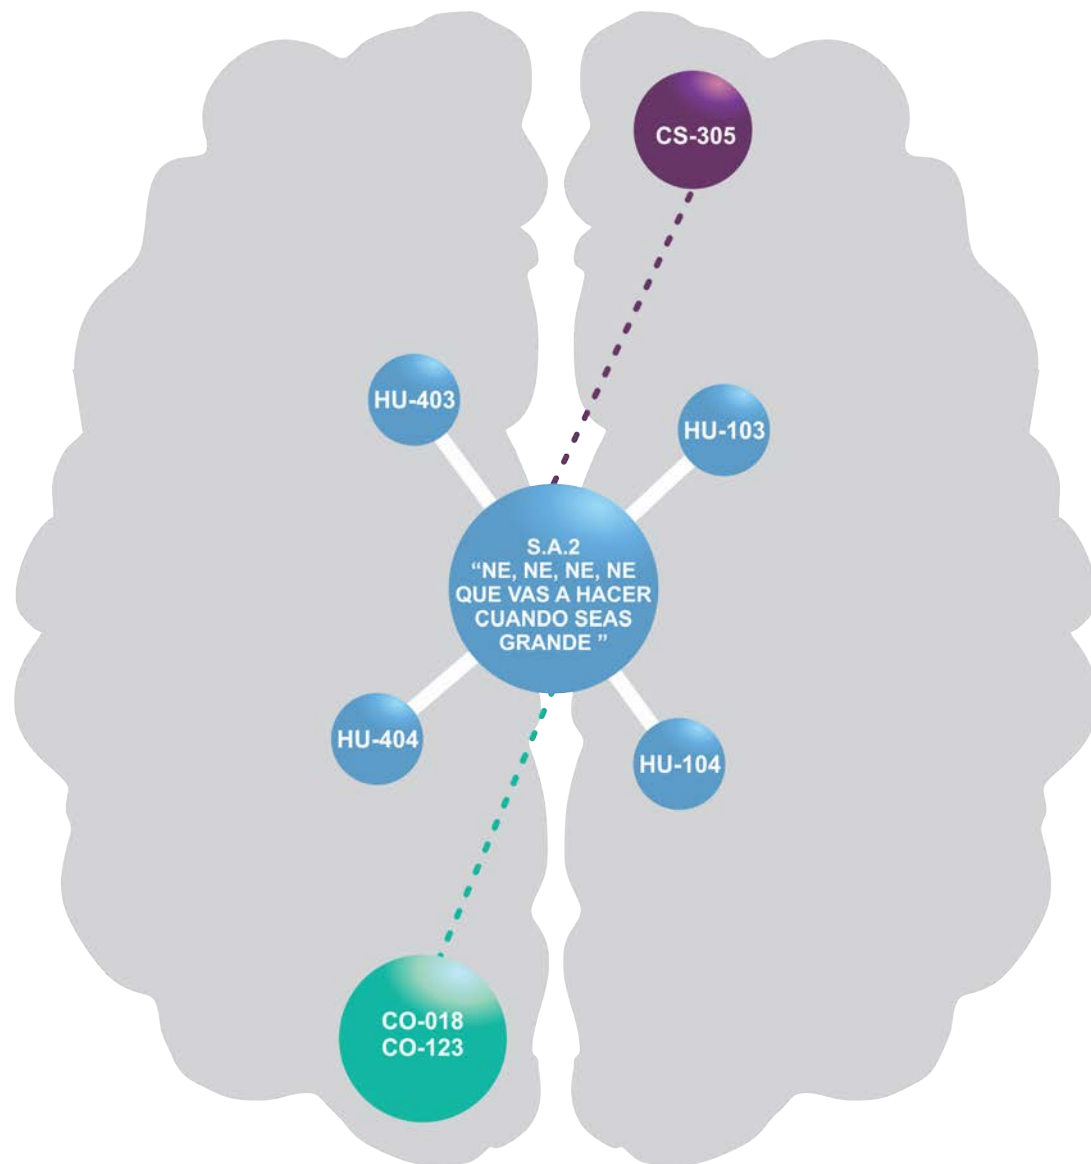 CS-305
HU-403
HU-103
S.A.2
“NE, NE, NE, NE
QUE VAS A HACER
CUANDO SEAS
GRANDE ”
HU-404
HU-104
CO-018
CO-123